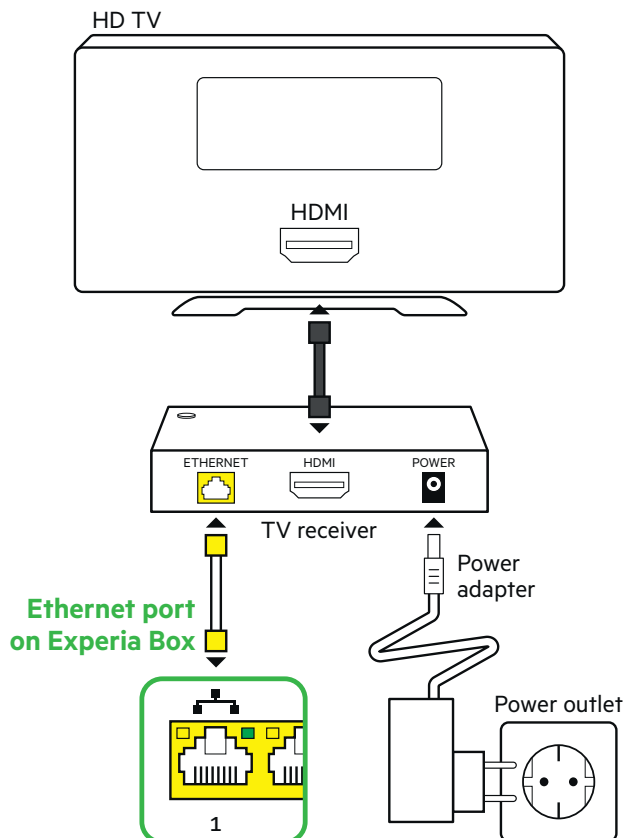 HD TV
HDMI
ETHERNET
HDMI
POWER
TV receiver
Power
adapter
Ethernet port
on Experia Box
Power outlet
1